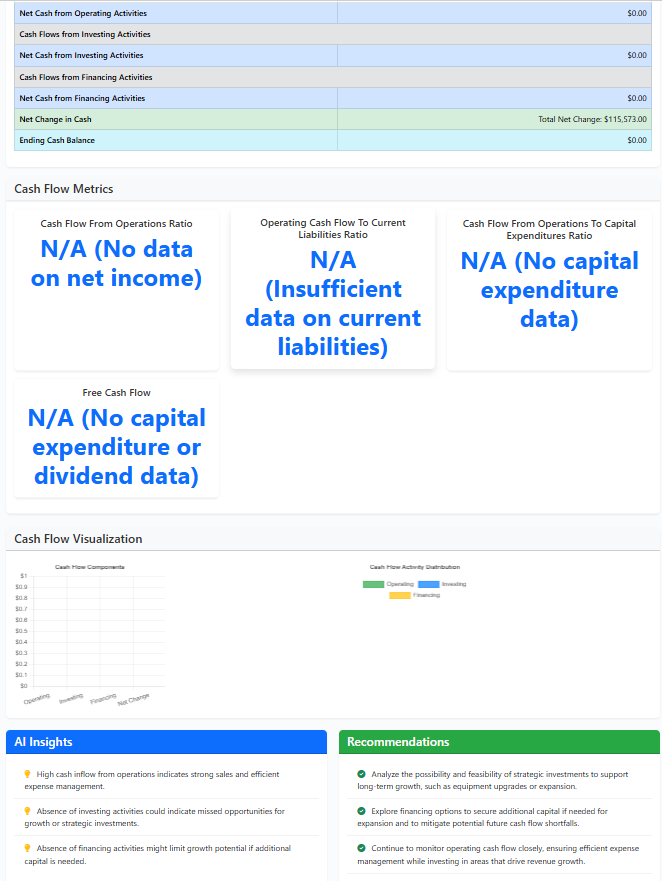 Net Cash from Operating Activities $0.00
Cash Flows from Investing Activities
Net Cash from Investing Activities $0.00
Cash Flows from Financing Activities
Net Cash from Financing Activities $0.00
Net Change in Cash Total Net Change: $115,573.00
Ending Cash Balance $0.00
Cash Flow Metrics
Cash Flow From Operations Ratio
N/A (No data
on net income)
Operating Cash Flow To Current
Liabilities Ratio
N/A
(Insufficient
data on current
liabilities)
Cash Flow From Operations To Capital
Expenditures Ratio
N/A (No capital
expenditure
data)
Free Cash Flow
N/A (No capital
expenditure or
dividend data)
Cash Flow Visualization
Cash Flow Components
$1
$0.9
$0.8
$0.7
$0.6
$0.5
$0.4
$0.3
$0.2
$0.1
$0
Operating Investing Financing Net Change
Cash Flow Activity Distribution
Operating Investing
Financing
AI Insights
High cash inflow from operations indicates strong sales and efficient
expense management.
Absence of investing activities could indicate missed opportunities for
growth or strategic investments.
Absence of financing activities might limit growth potential if additional
capital is needed.
Recommendations
Analyze the possibility and feasibility of strategic investments to support
long-term growth, such as equipment upgrades or expansion.
Explore financing options to secure additional capital if needed for
expansion and to mitigate potential future cash flow shortfalls.
Continue to monitor operating cash flow closely, ensuring efficient expense
management while investing in areas that drive revenue growth.